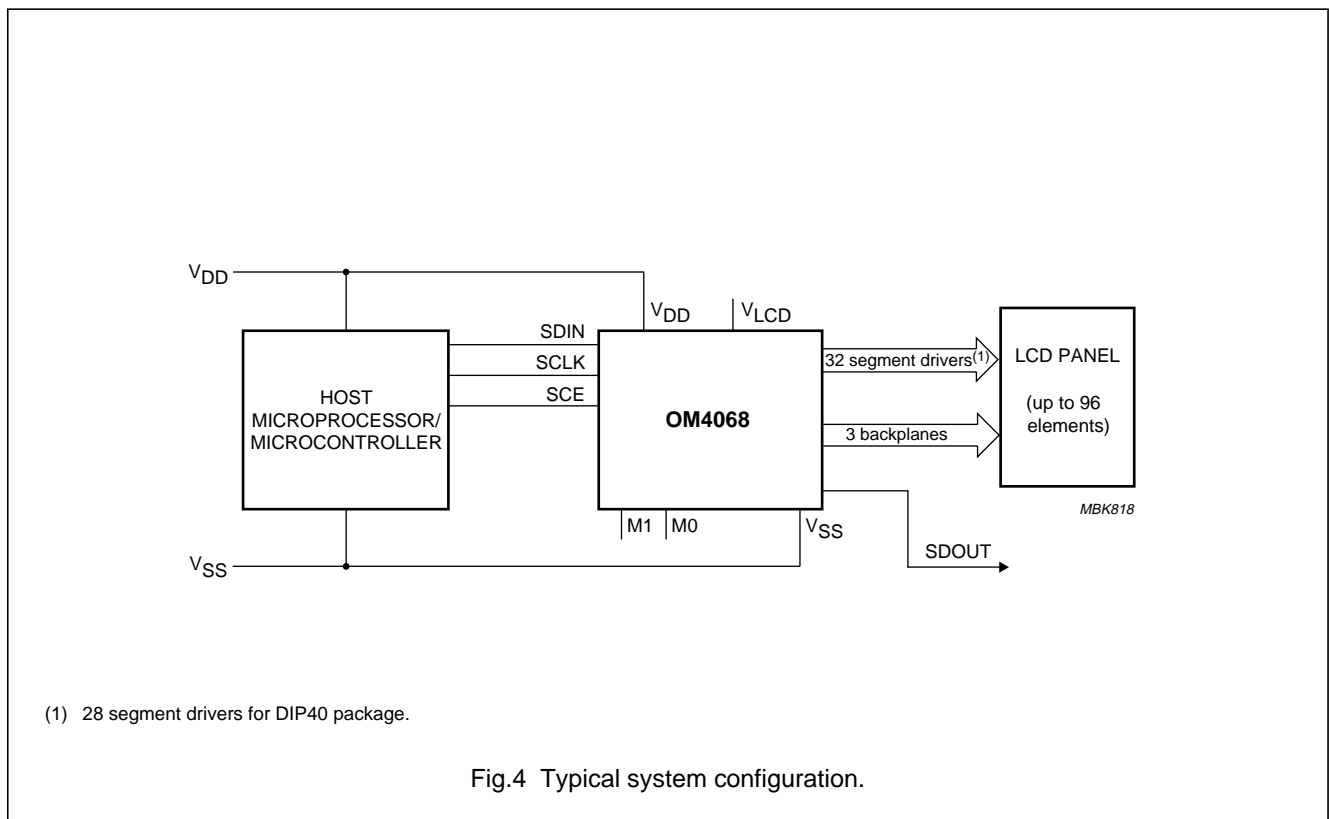 VDD
VDD
VLCD
SDIN
SCLK
SCE
HOST
MICROPROCESSOR/
MICROCONTROLLER
OM4068
32 segment drivers(1)
3 backplanes
LCD PANEL
(up to 96
elements)
MBK818
M1
M0
VSS
VSS
SDOUT
(1) 28 segment drivers for DIP40 package.
Fig.4 Typical system configuration.